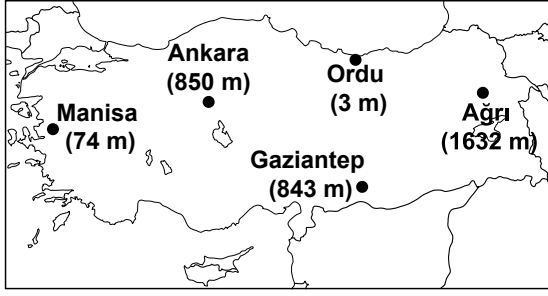 Ankara
(850 m)
Ordu
(3 m)
Manisa
(74 m)
Ağrı
(1632 m)
Gaziantep
(843 m)